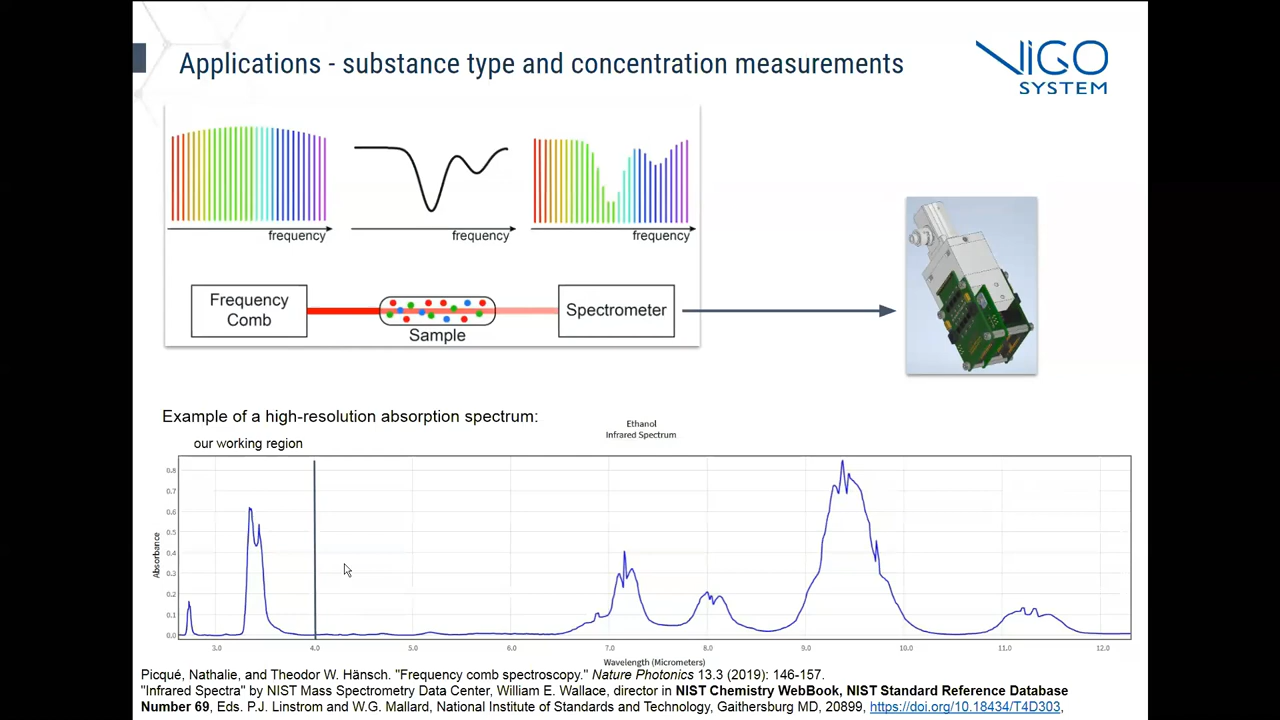 Applications - substance type and concentration measurements
VIGO
SYSTEM
frequency
frequency
frequency
Frequency
Comb
Sample
Spectrometer
Example of a high-resolution absorption spectrum:
our working region
Ethanol
Infrared Spectrum
Absorbance
0.8
0.7
0.6
0.5
0.4
0.3
0.2
0.1
0.0
3.0 4.0 5.0 6.0 7.0 8.0 9.0 10.0 11.0 12.0
Wavelength (Micrometers)
Picqué, Nathalie, and Theodor W. Hänsch. "Frequency comb spectroscopy." Nature Photonics 13.3 (2019): 146-157.
"Infrared Spectra" by NIST Mass Spectrometry Data Center, William E. Wallace, director in NIST Chemistry WebBook, NIST Standard Reference Database
Number 69, Eds. P.J. Linstrom and W.G. Mallard, National Institute of Standards and Technology, Gaithersburg MD, 20899, https://doi.org/10.18434/T4D303,